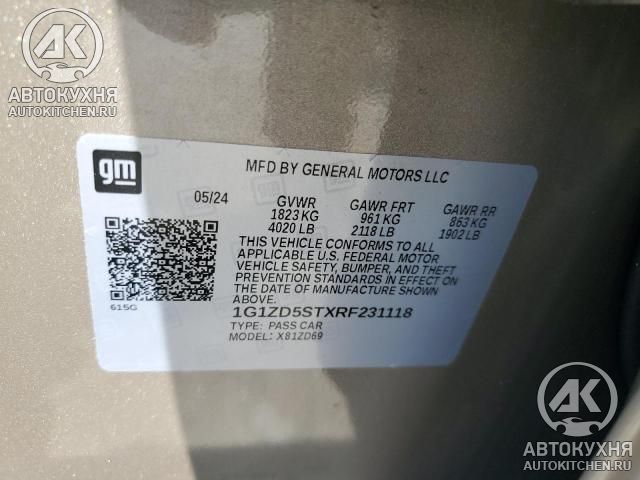 АВТОКУХНЯ
AUTOKITCHEN.RU
gm
MFD BY GENERAL MOTORS LLC
05/24 GVWR GAWR FRT GAWR RR
1823 KG 961 KG 863 KG
4020 LB 2118 LB 1902 LB
THIS VEHICLE CONFORMS TO ALL
APPLICABLE U.S. FEDERAL MOTOR
VEHICLE SAFETY, BUMPER, AND THEFT
PREVENTION STANDARDS IN EFFECT
ON THE DATE OF MANUFACTURE SHOWN
ABOVE.
615G
1G1ZD5STXRF231118
TYPE: PASS CAR
MODEL: X81ZD69
АК
АВТОКУХНЯ
AUTOKITCHEN.RU